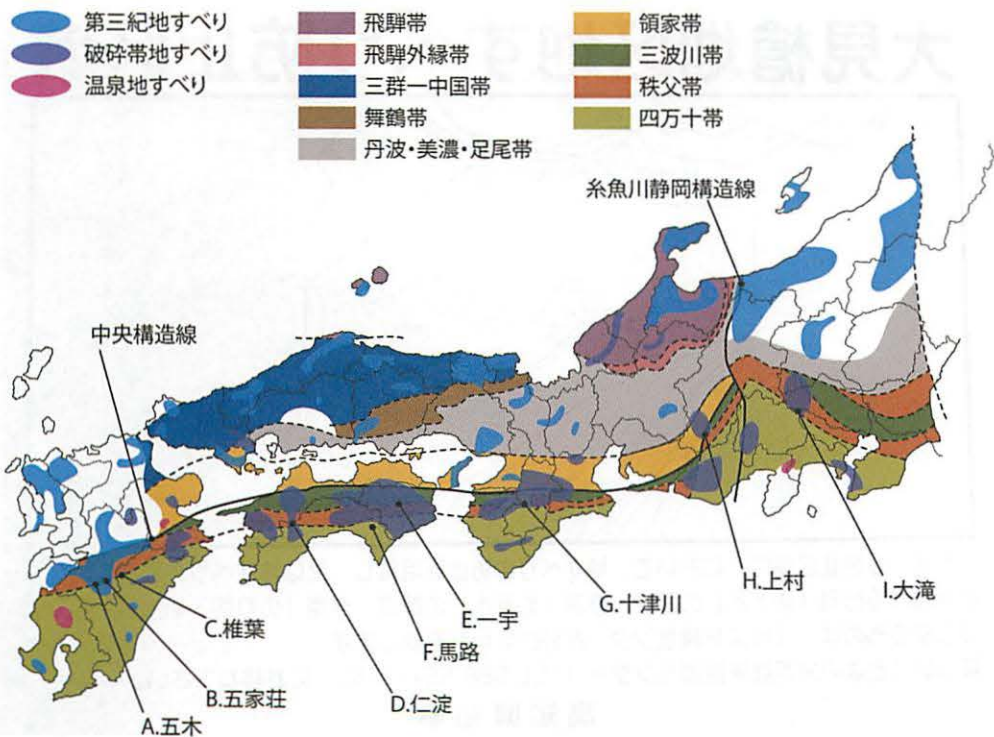 第三紀地すべり
破砕帯地すべり
温泉地すべり
飛騨帯
飛騨外縁帯
三群ー中国帯
舞鶴帯
丹波・美濃・足尾帯
領家帯
三波川帯
秩父帯
四万十帯
糸魚川静岡構造線
中央構造線
H.上村
I.大滝
G.十津川
E.一宇
F.馬路
D.仁淀
C.椎葉
B.五家荘
A.五木